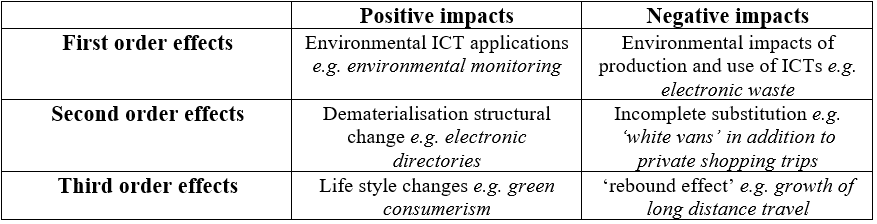 Positive impacts
Negative impacts
First order effects
Environmental ICT applications
e.g. environmental monitoring
Environmental impacts of
production and use of ICTs e.g.
electronic waste
Second order effects
Dematerialisation structural
change e.g. electronic
directories
Incomplete substitution e.g.
‘white vans’ in addition to
private shopping trips
Third order effects
Life style changes e.g. green
consumerism
‘rebound effect’ e.g. growth of
long distance travel